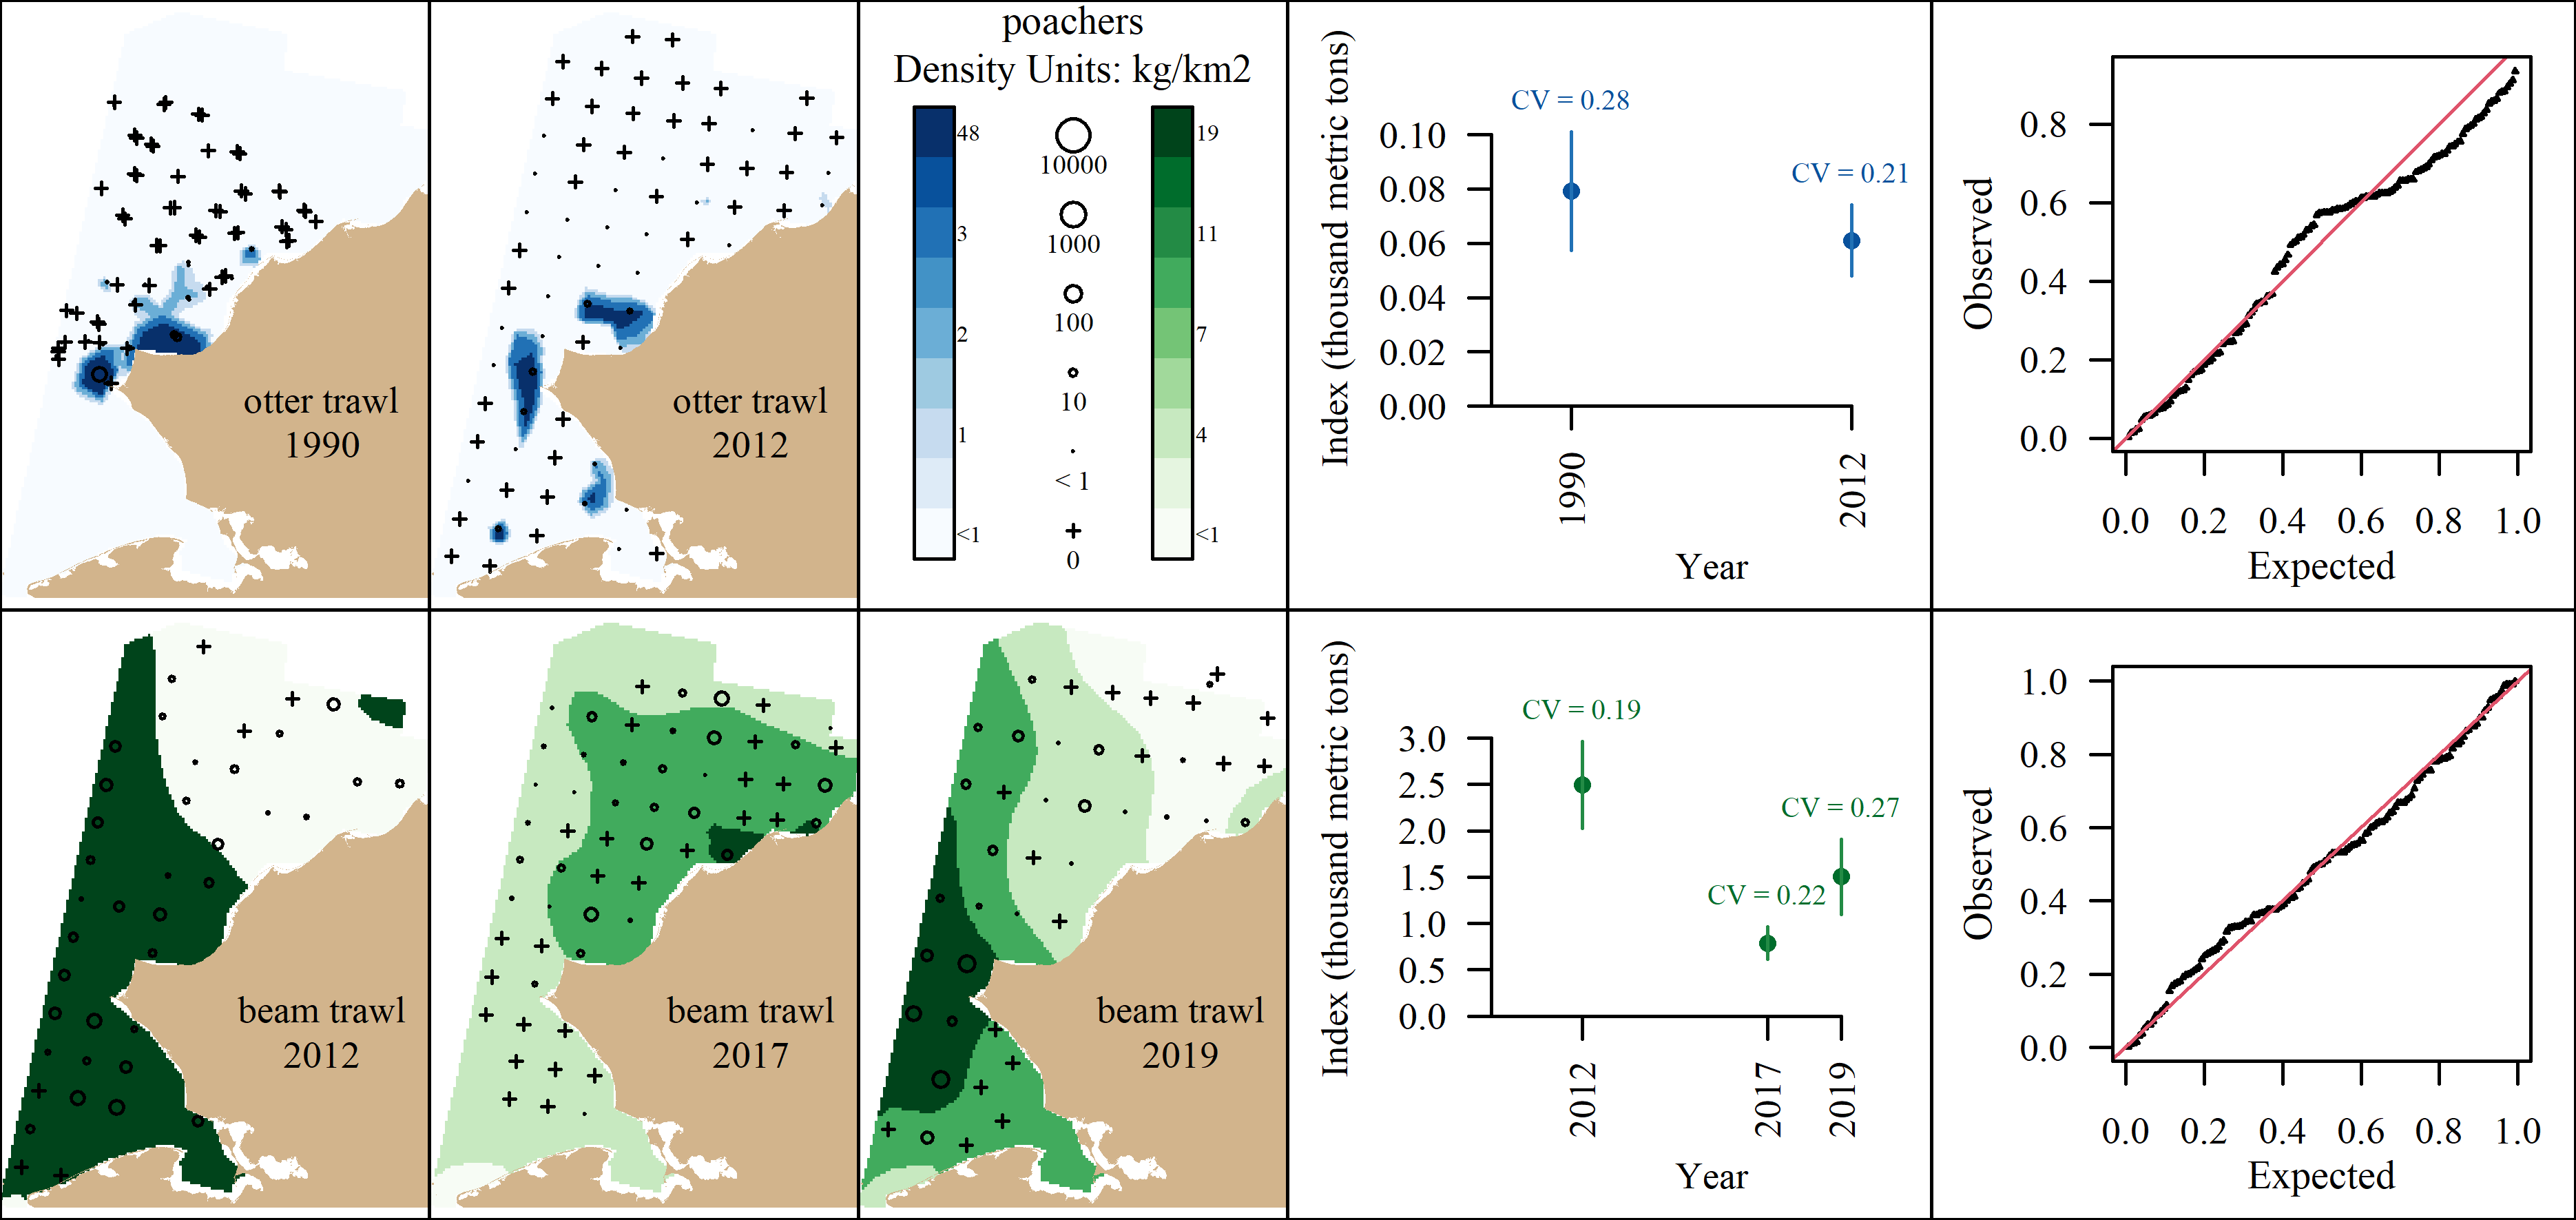 otter trawl
1990
otter trawl
2012
poachers
Density Units: kg/km2
48
3
2
1
<1
10000
1000
100
10
< 1
0
19
11
7
4
<1
Index (thousand metric tons)
0.10
0.08
0.06
0.04
0.02
0.00
CV = 0.28
CV = 0.21
1990
2012
Year
Observed
0.8
0.6
0.4
0.2
0.0
0.0 0.2 0.4 0.6 0.8 1.0
Expected
beam trawl
2012
beam trawl
2017
beam trawl
2019
Index (thousand metric tons)
3.0
2.5
2.0
1.5
1.0
0.5
0.0
CV = 0.19
CV = 0.27
CV = 0.22
2012
2017
2019
Year
Observed
1.0
0.8
0.6
0.4
0.2
0.0
0.0 0.2 0.4 0.6 0.8 1.0
Expected